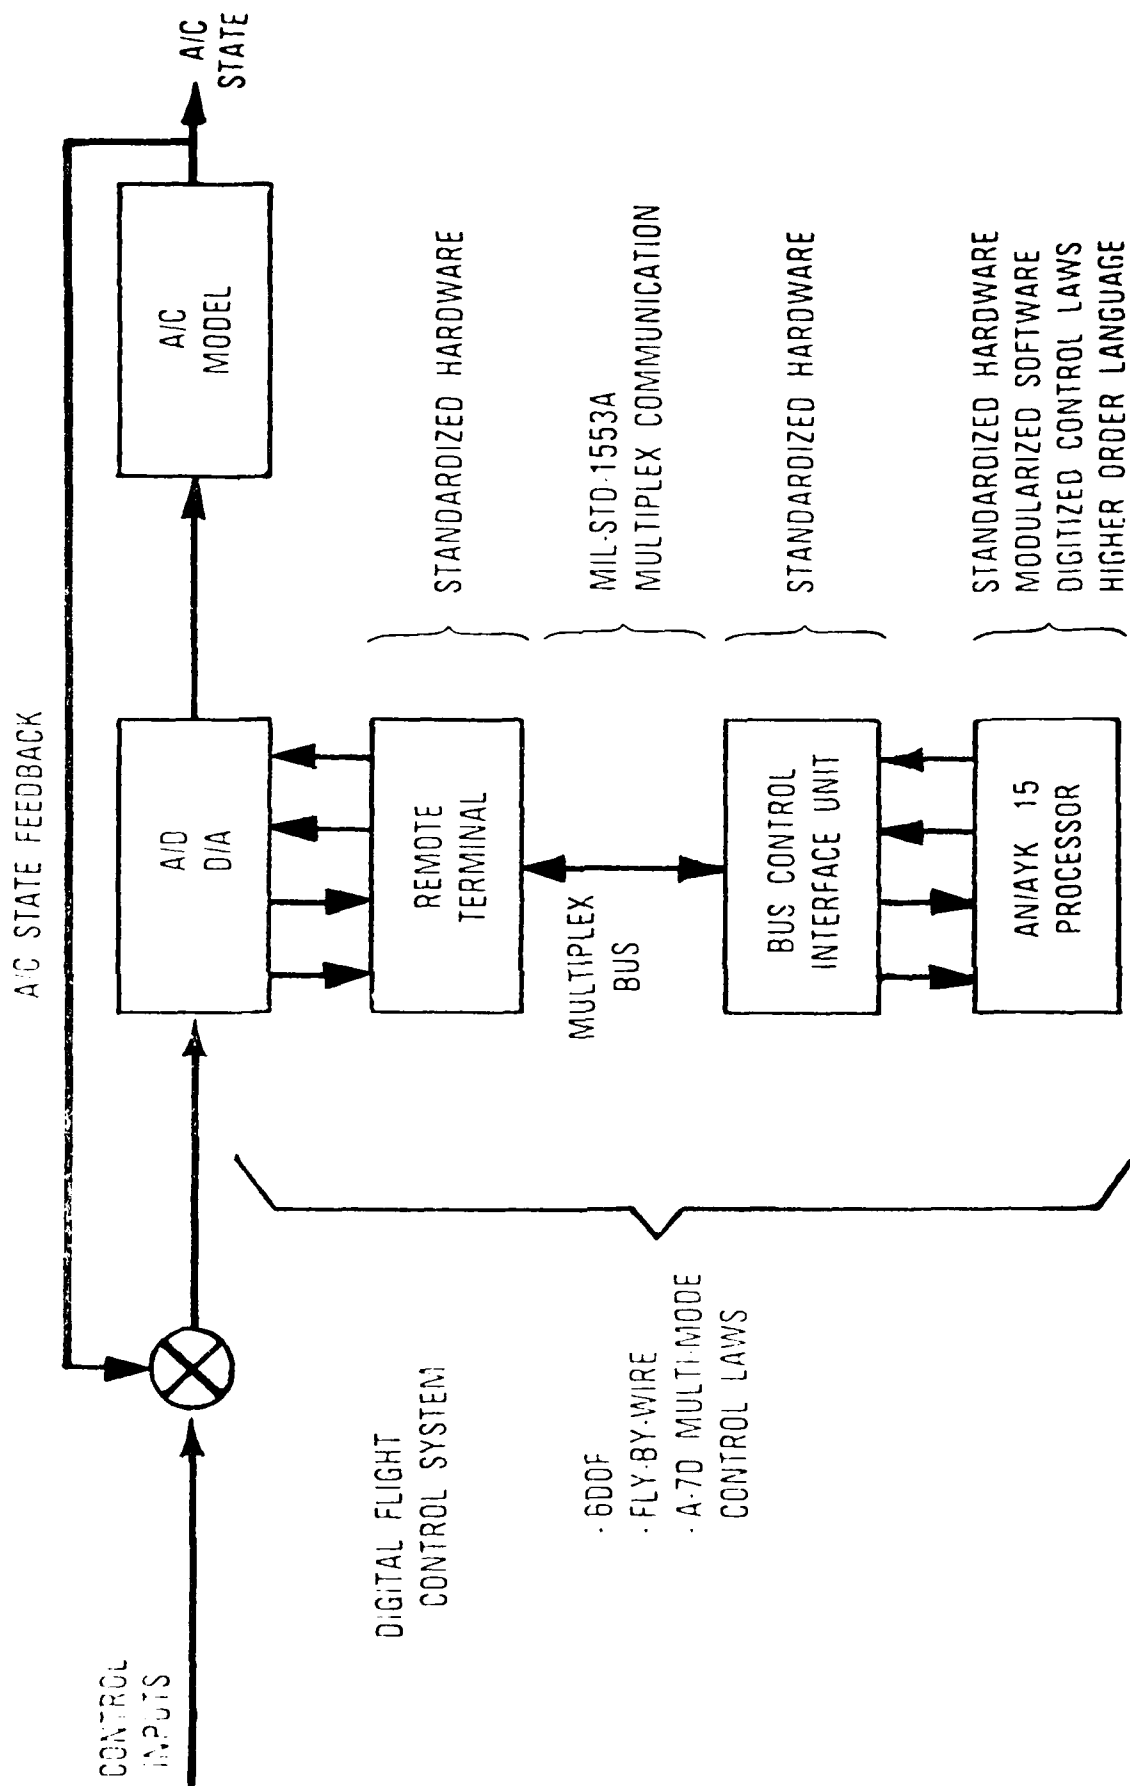 A/C STATE FEEDBACK
CONTROL
INPUTS
A/D
D/A
A/C
MODEL
A/C
STATE
DIGITAL FLIGHT
CONTROL SYSTEM
REMOTE
TERMINAL
STANDARDIZED HARDWARE
· 6DOF
· FLY-BY-WIRE
· A-7D MULTI-MODE
CONTROL LAWS
MULTIPLEX
BUS
MIL-STD-1553A
MULTIPLEX COMMUNICATION
BUS CONTROL
INTERFACE UNIT
STANDARDIZED HARDWARE
AN/AYK 15
PROCESSOR
STANDARDIZED HARDWARE
MODULARIZED SOFTWARE
DIGITIZED CONTROL LAWS
HIGHER ORDER LANGUAGE